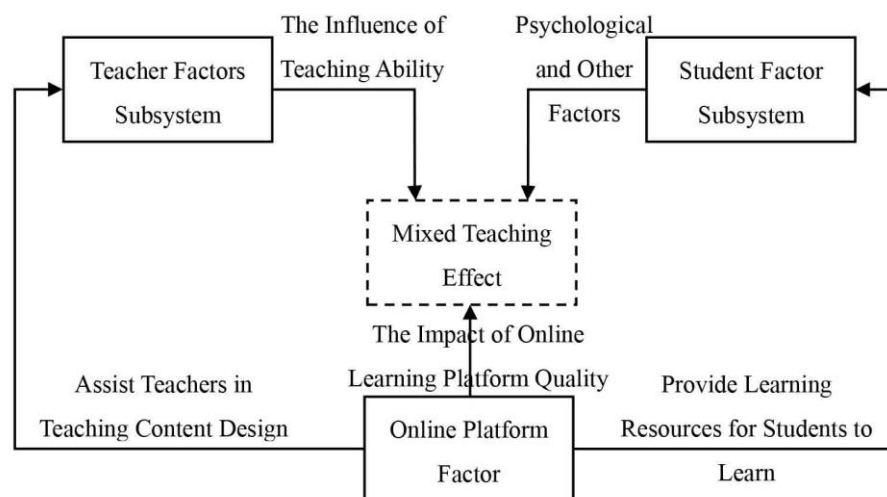 The Influence of
Teaching Ability
Psychological
and Other
Factors
Teacher Factors
Subsystem
Student Factor
Subsystem
Mixed Teaching
Effect
The Impact of Online
Learning Platform Quality
Assist Teachers in
Teaching Content Design
Provide Learning
Resources for Students to
Learn
Online Platform
Factor